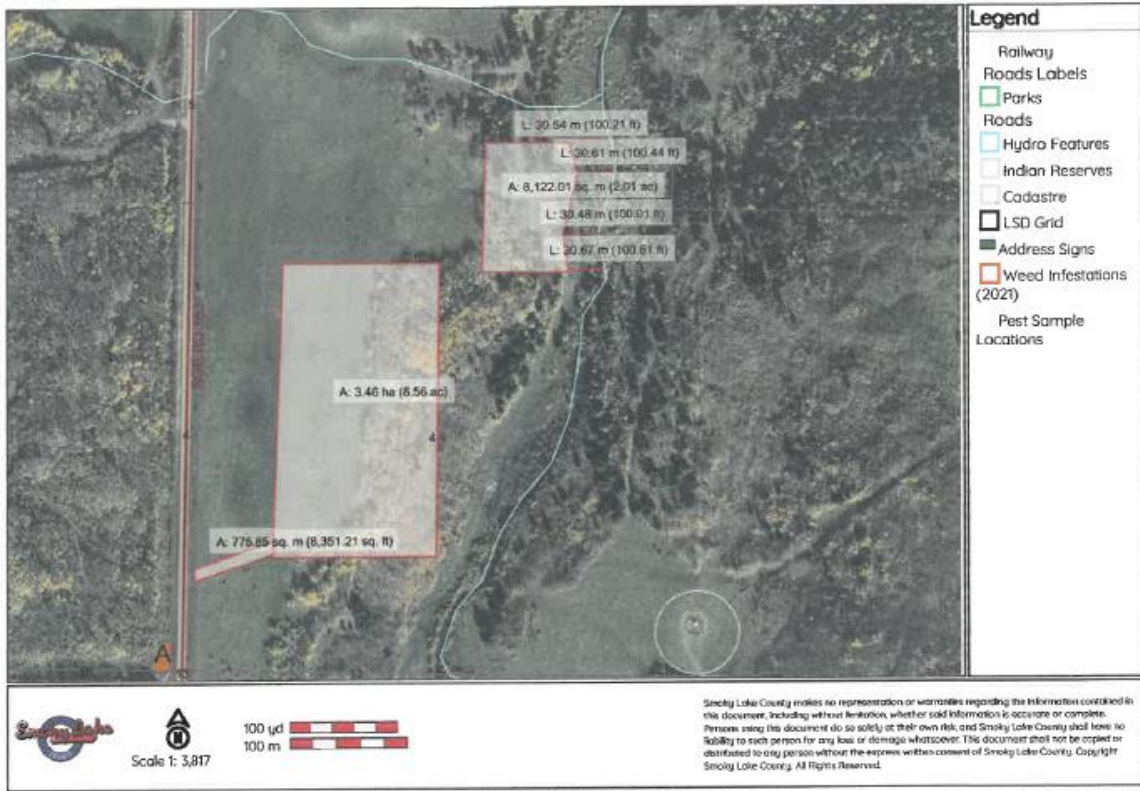 L: 30.54 m (100.21 ft)
L: 30.61 m (100.44 ft)
A: 8,122.01 sq. m (2.01 ac)
L: 30.48 m (100.01 ft)
L: 30.67 m (100.61 ft)
A: 3.46 ha (8.56 ac)
4
4
A: 775.85 sq. m (8,351.21 sq. ft)
A
Legend
Railway
Roads Labels
Parks
Roads
Hydro Features
Indian Reserves
Cadastre
LSD Grid
Address Signs
Weed Infestations
(2021)
Pest Sample
Locations
Smoky Lake
N
Scale 1: 3,817
100 yd
100 m
Smoky Lake County makes no representation or warranties regarding the information contained in
this document, including without limitation, whether said information is accurate or complete.
Persons using this document do so solely at their own risk, and Smoky Lake County shall have no
liability to such person for any loss or damage whatsoever. This document shall not be copied or
distributed to any person without the express written consent of Smoky Lake County. Copyright
Smoky Lake County. All Rights Reserved.